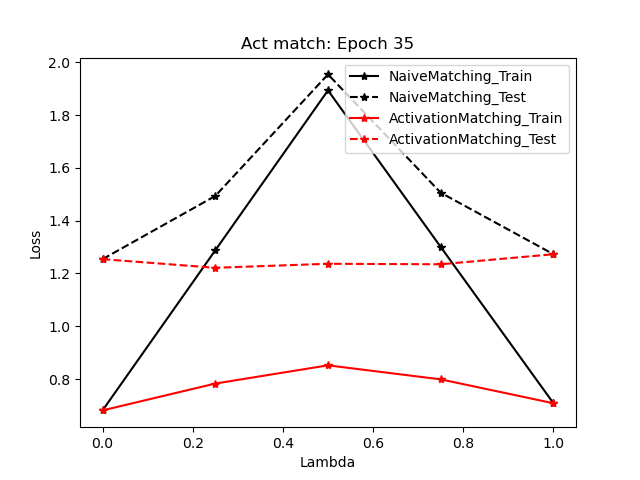 Act match: Epoch 35
2.0
1.8
1.6
1.4
1.2
1.0
0.8
Loss
NaiveMatching_Train
NaiveMatching_Test
ActivationMatching_Train
ActivationMatching_Test
0.0 0.2 0.4 0.6 0.8 1.0
Lambda